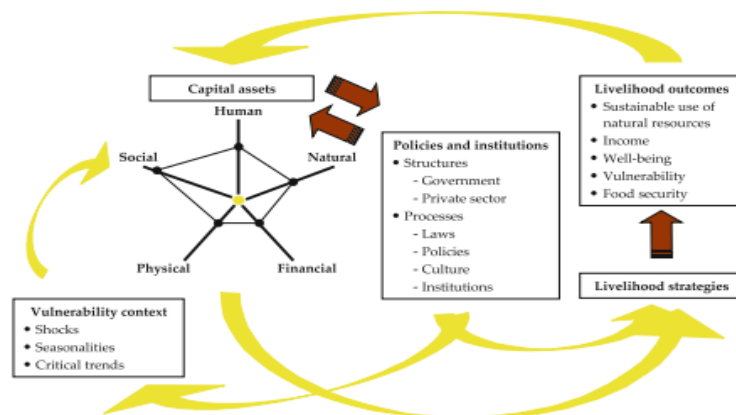 Capital assets
Human
Social
Natural
Physical
Financial
Vulnerability context
• Shocks
• Seasonalities
• Critical trends
Policies and institutions
• Structures
- Government
- Private sector
• Processes
- Laws
- Policies
- Culture
- Institutions
Livelihood outcomes
• Sustainable use of
natural resources
• Income
• Well-being
• Vulnerability
• Food security
Livelihood strategies